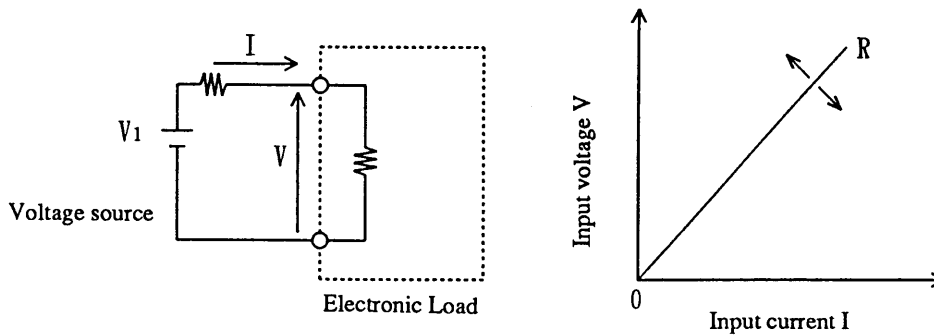 I
V1
V
Voltage source
Electronic Load
Input voltage V
R
0
Input current I